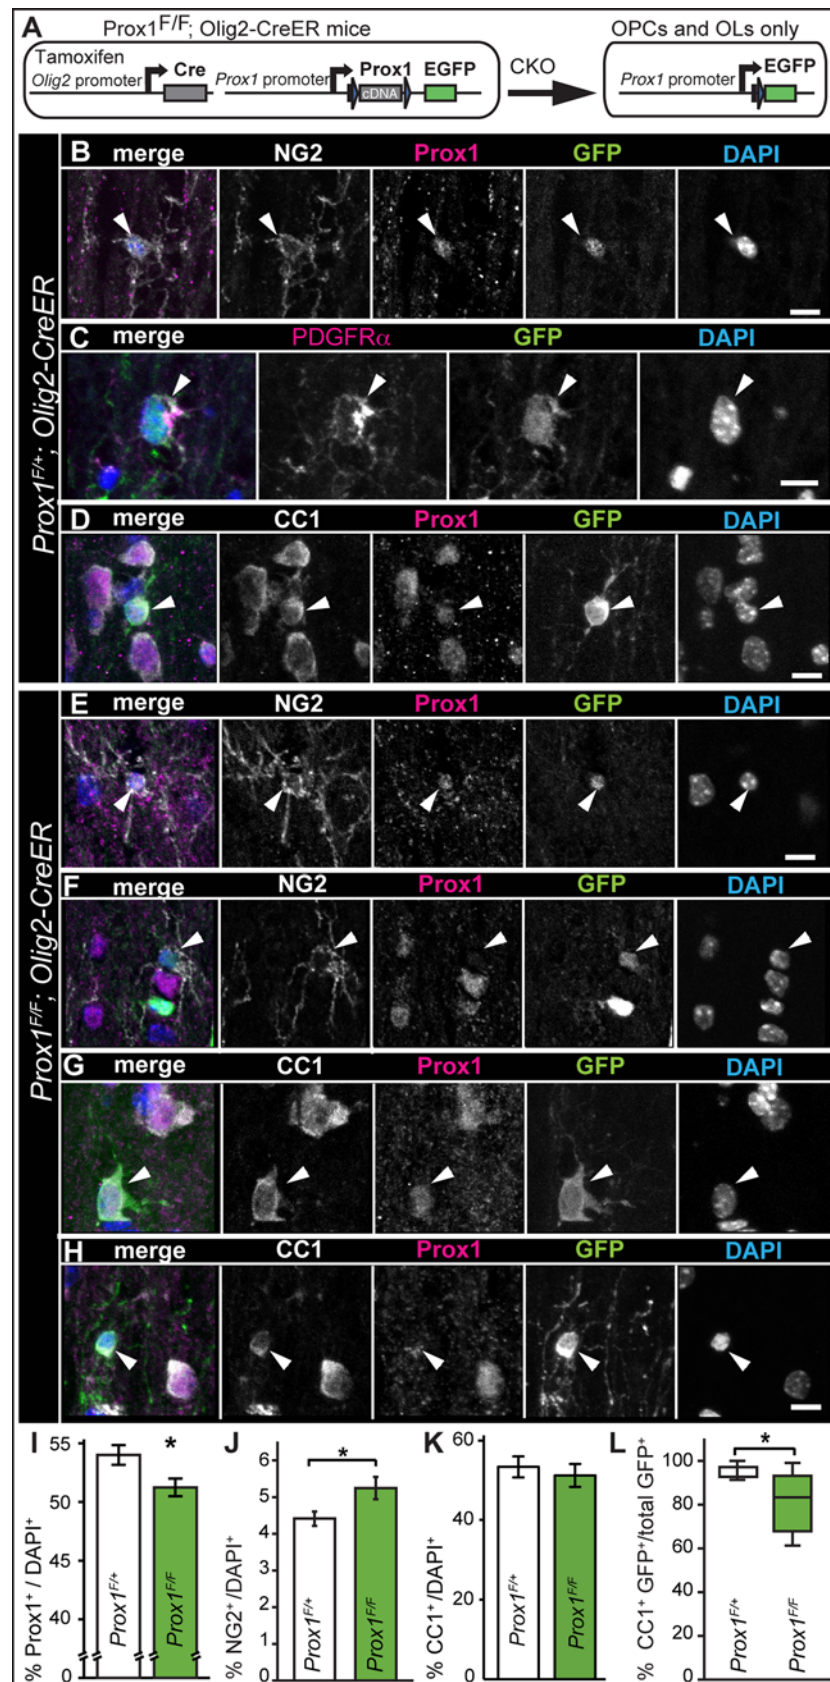 A Prox1F/F; Olig2-CreER mice OPCs and OLs only
Tamoxifen
Olig2 promoter Cre Prox1 promoter Prox1 EGFP CKO Prox1 promoter EGFP
cDNA
B merge NG2 Prox1 GFP DAPI
C merge PDGFRα GFP DAPI
D merge CC1 Prox1 GFP DAPI
Prox1F/+; Olig2-CreER
E merge NG2 Prox1 GFP DAPI
F merge NG2 Prox1 GFP DAPI
G merge CC1 Prox1 GFP DAPI
H merge CC1 Prox1 GFP DAPI
Prox1F/F; Olig2-CreER
I
% Prox1+ / DAPI+
55
50
45
40
0
*
Prox1F/+
Prox1F/F
J
% NG2+ /DAPI+
6
5
4
3
2
1
0
*
Prox1F/+
Prox1F/F
K
% CC1+/DAPI+
60
40
20
0
Prox1F/+
Prox1F/F
L
% CC1+ GFP+/total GFP+
100
80
60
40
20
0
*
Prox1F/+
Prox1F/F